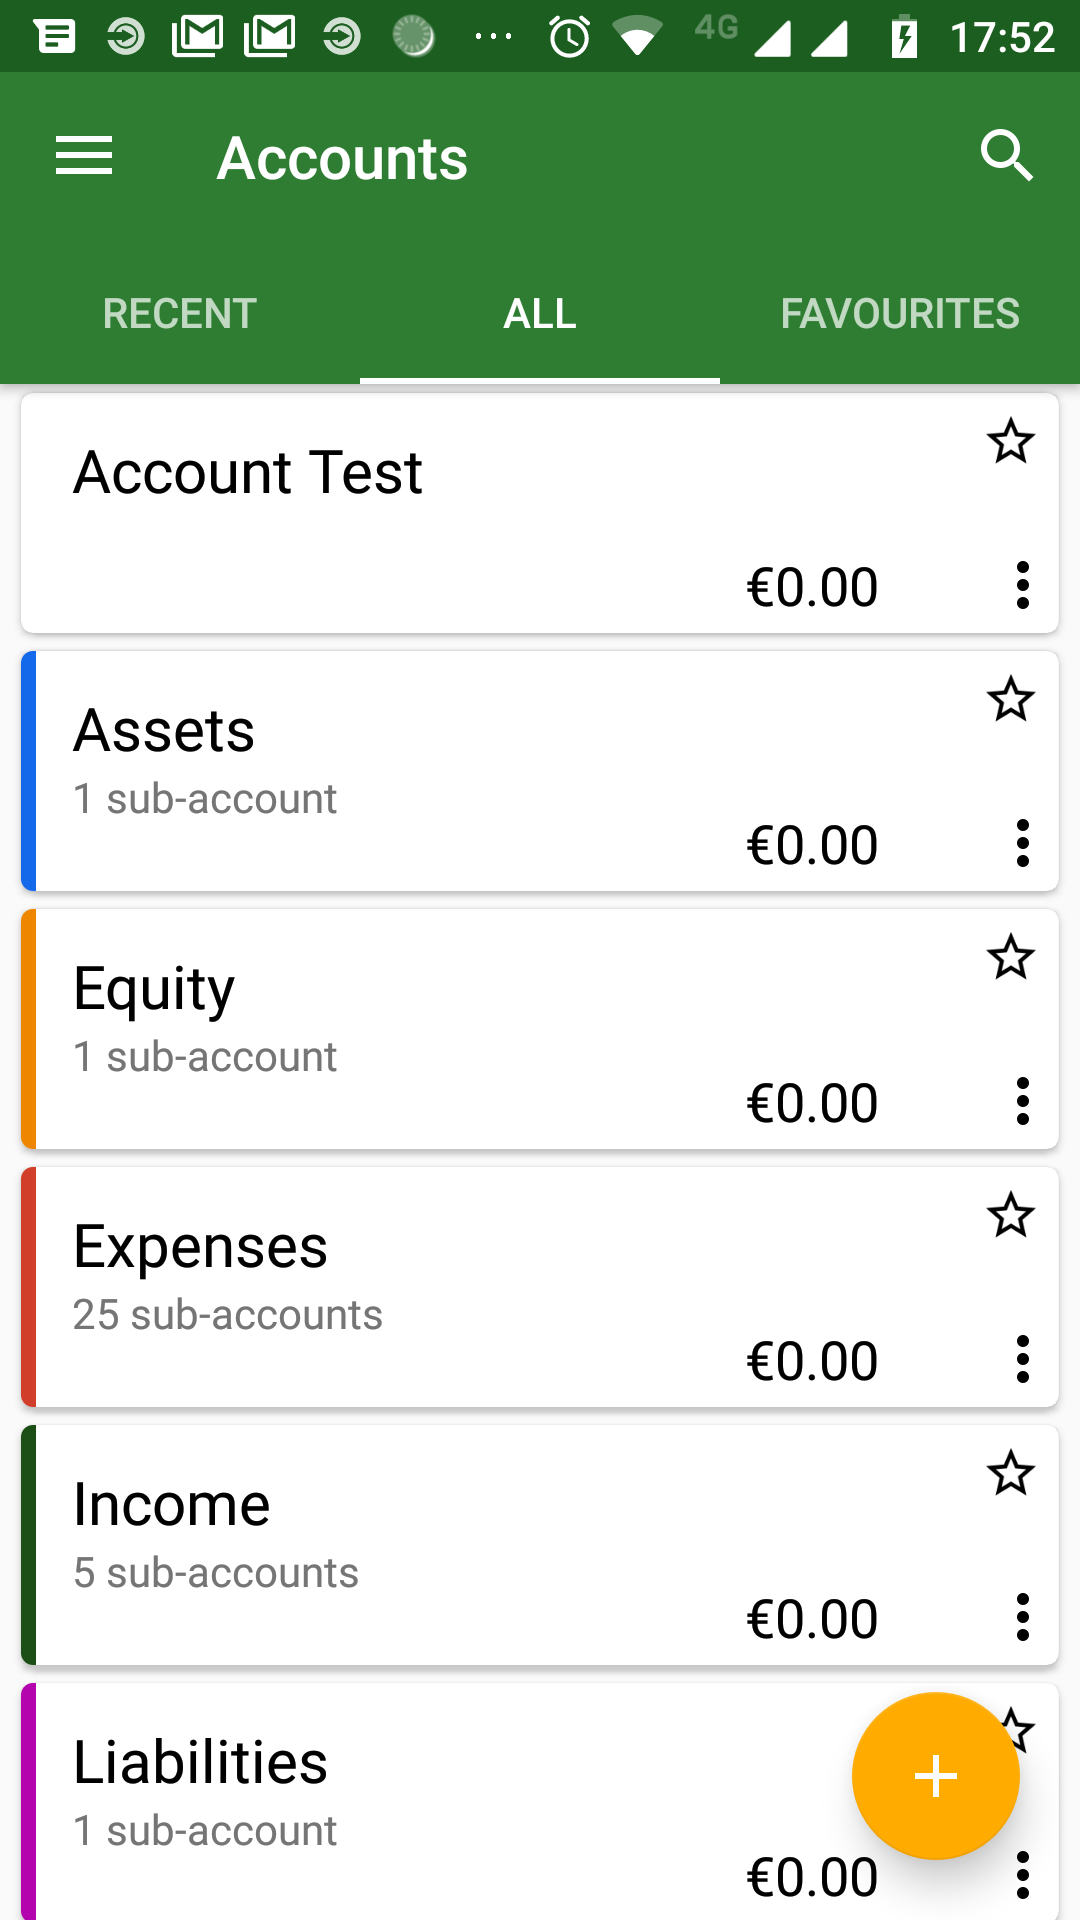 4G 17:52
Accounts
RECENT ALL FAVOURITES
Account Test
€0.00
Assets
1 sub-account
€0.00
Equity
1 sub-account
€0.00
Expenses
25 sub-accounts
€0.00
Income
5 sub-accounts
€0.00
Liabilities
1 sub-account
€0.00